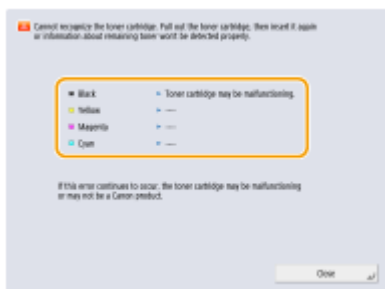 Cannot recognize the toner cartridge. Pull out the toner cartridge, then insert it again
or information about remaining toner won't be detected properly.
Black Toner cartridge may be malfunctioning.
Yellow ----
Magenta ----
Cyan ----
If this error continues to occur, the toner cartridge may be malfunctioning
or may not be a Canon product.
Close